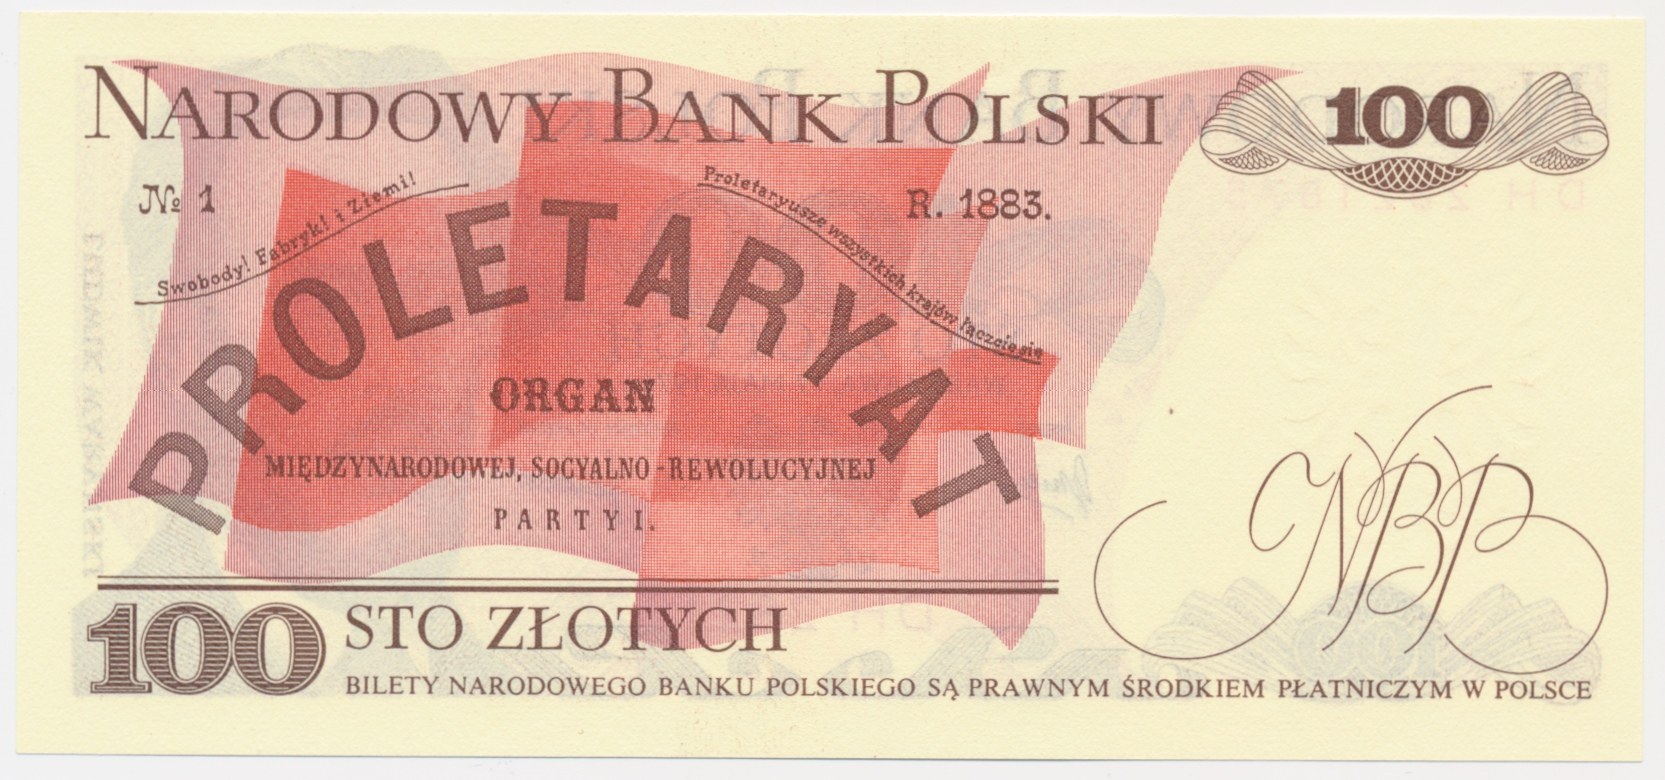 NARODOWY BANK POLSKI
100
№ 1
Swobody! Fabryk! i Ziemi!
Proletaryusze wszystkich krajów łączcie się
R. 1883.
PROLETARYAT
ORGAN
MIĘDZYNARODOWEJ, SOCYALNO-REWOLUCYJNEJ
PARTYI.
NBP
100 STO ZŁOTYCH
BILETY NARODOWEGO BANKU POLSKIEGO SĄ PRAWNYM ŚRODKIEM PŁATNICZYM W POLSCE